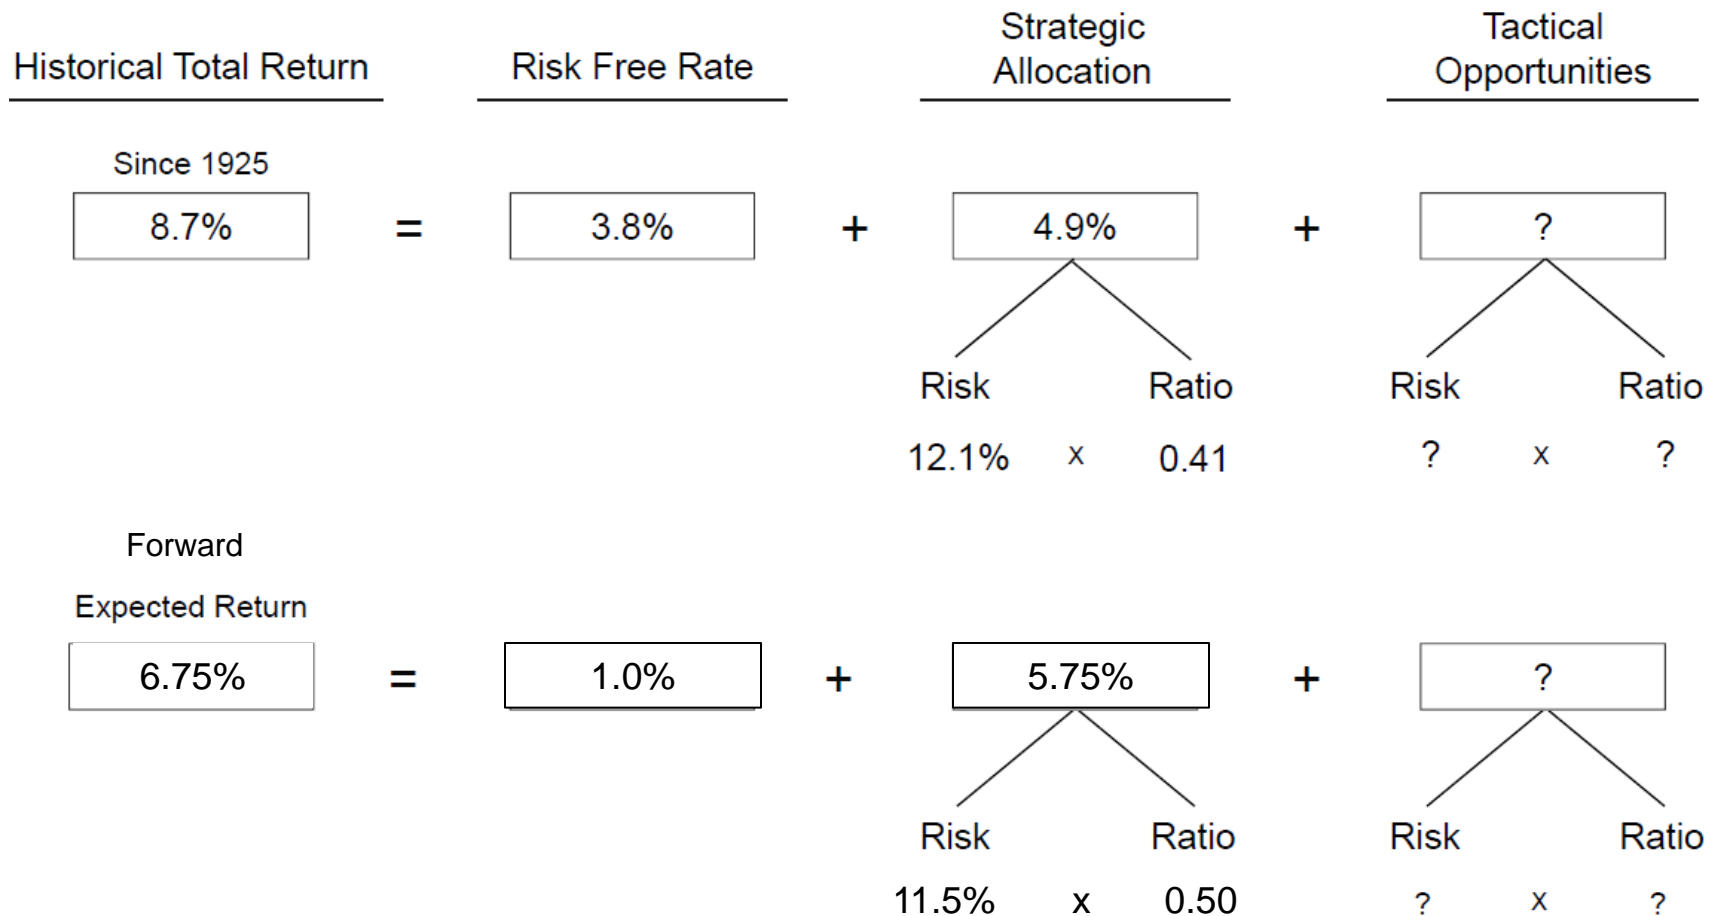 Historical Total Return
Risk Free Rate
Strategic
Allocation
Tactical
Opportunities
Since 1925
8.7% = 3.8% + 4.9% + ?
Risk Ratio Risk Ratio
12.1% x 0.41 ? x ?
Forward
Expected Return
6.75% = 1.0% + 5.75% + ?
Risk Ratio Risk Ratio
11.5% x 0.50 ? x ?